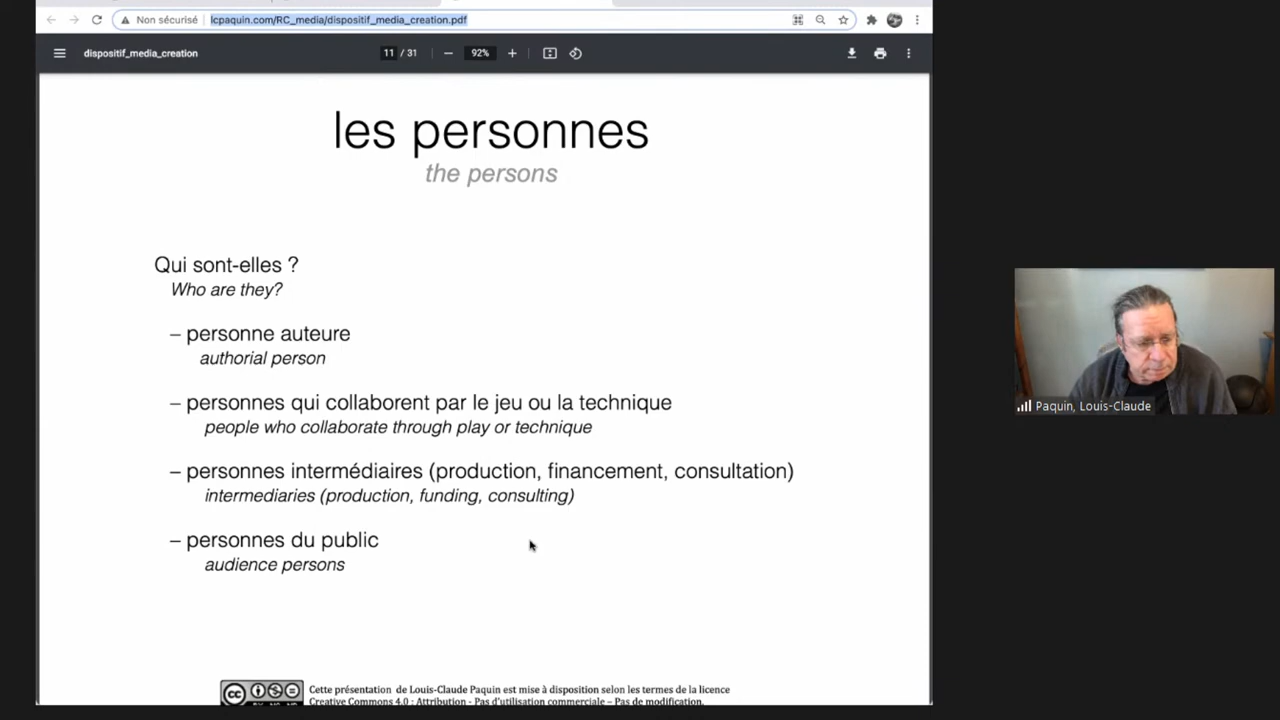 Non sécurisé lcpaquin.com/RC_media/dispositif_media_creation.pdf
dispositif_media_creation 11 / 31 92%
les personnes
the persons
Qui sont-elles ?
Who are they?
– personne auteure
authorial person
– personnes qui collaborent par le jeu ou la technique
people who collaborate through play or technique
– personnes intermédiaires (production, financement, consultation)
intermediaries (production, funding, consulting)
– personnes du public
audience persons
Cette présentation de Louis-Claude Paquin est mise à disposition selon les termes de la licence
Creative Commons 4.0 : Attribution - Pas d'utilisation commerciale – Pas de modification.
Paquin, Louis-Claude